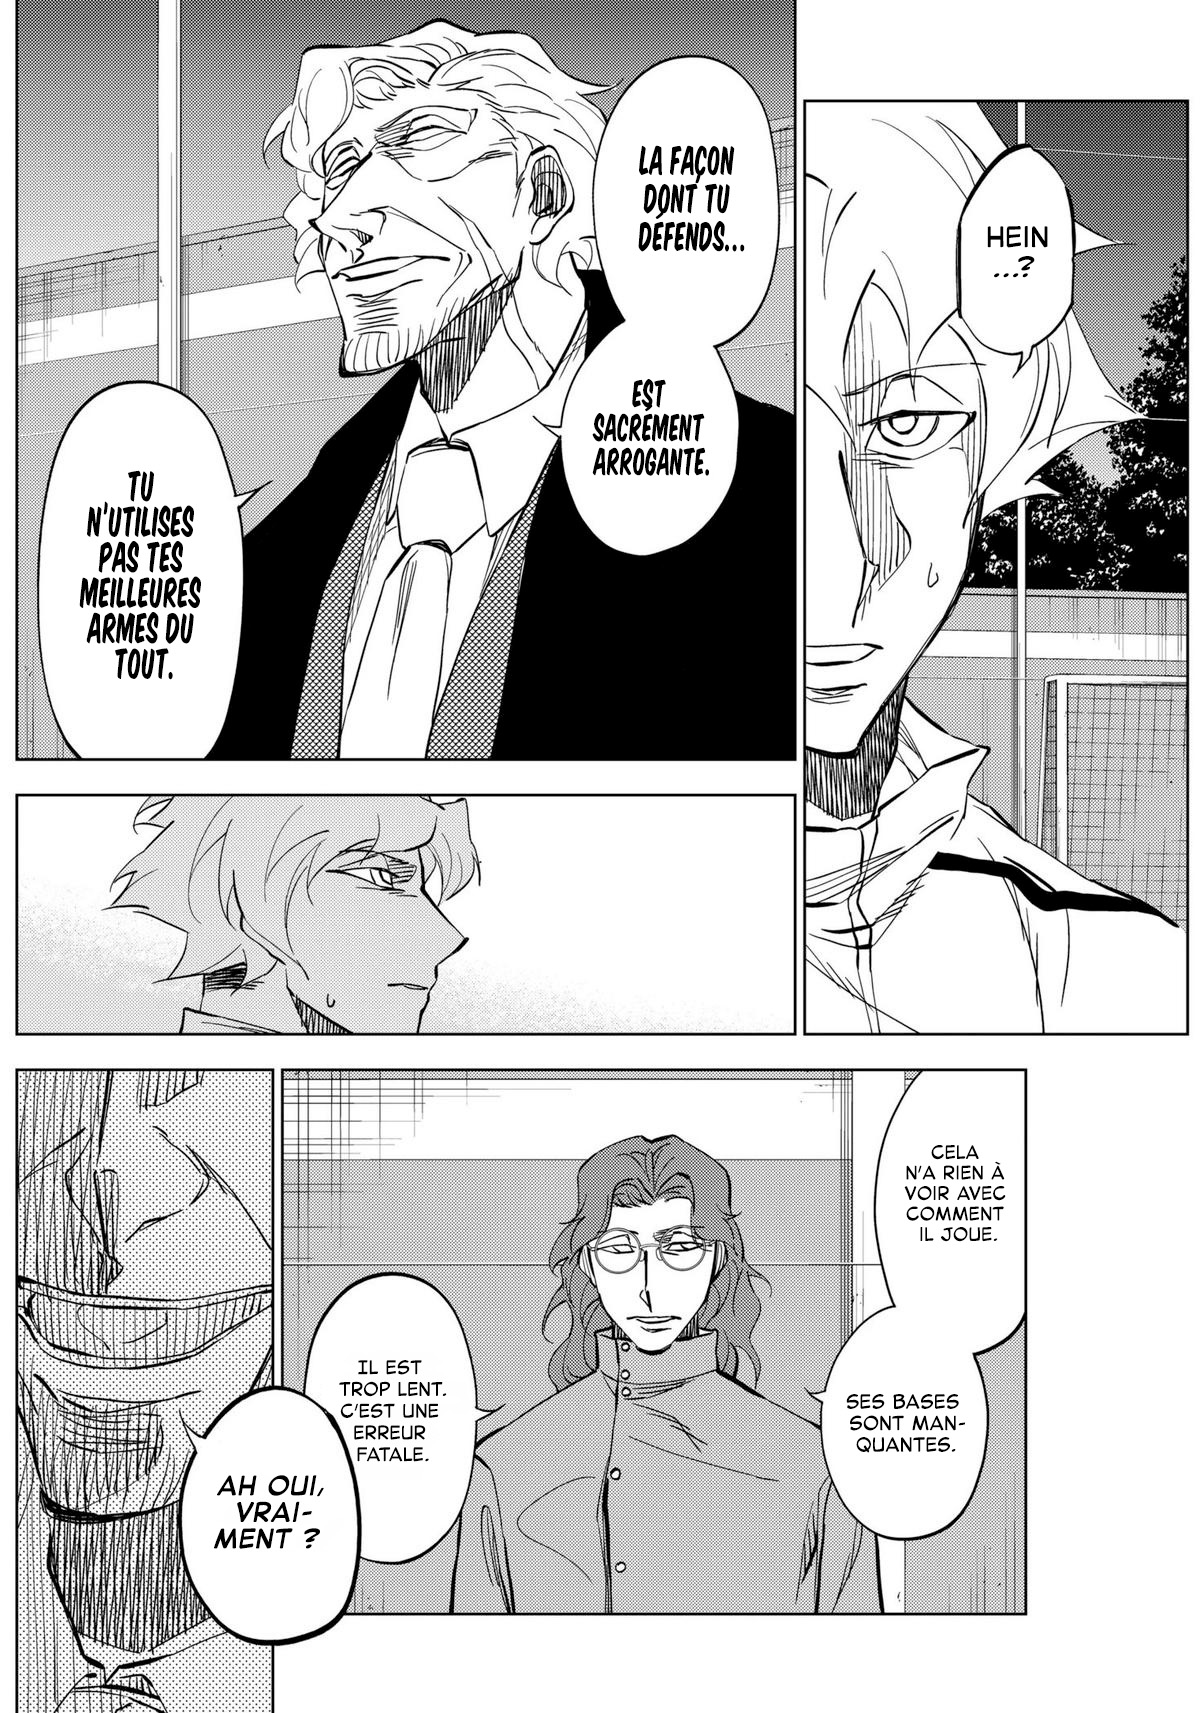 HEIN
...?
LA FAÇON
DONT TU
DÉFENDS...
EST
SACRÉMENT
ARROGANTE.
TU
N'UTILISES
PAS TES
MEILLEURES
ARMES DU
TOUT.
CELA
N'A RIEN À
VOIR AVEC
COMMENT
IL JOUE.
SES BASES
SONT MAN-
QUANTES.
IL EST
TROP LENT.
C'EST UNE
ERREUR
FATALE.
AH OUI,
VRAI-
MENT ?